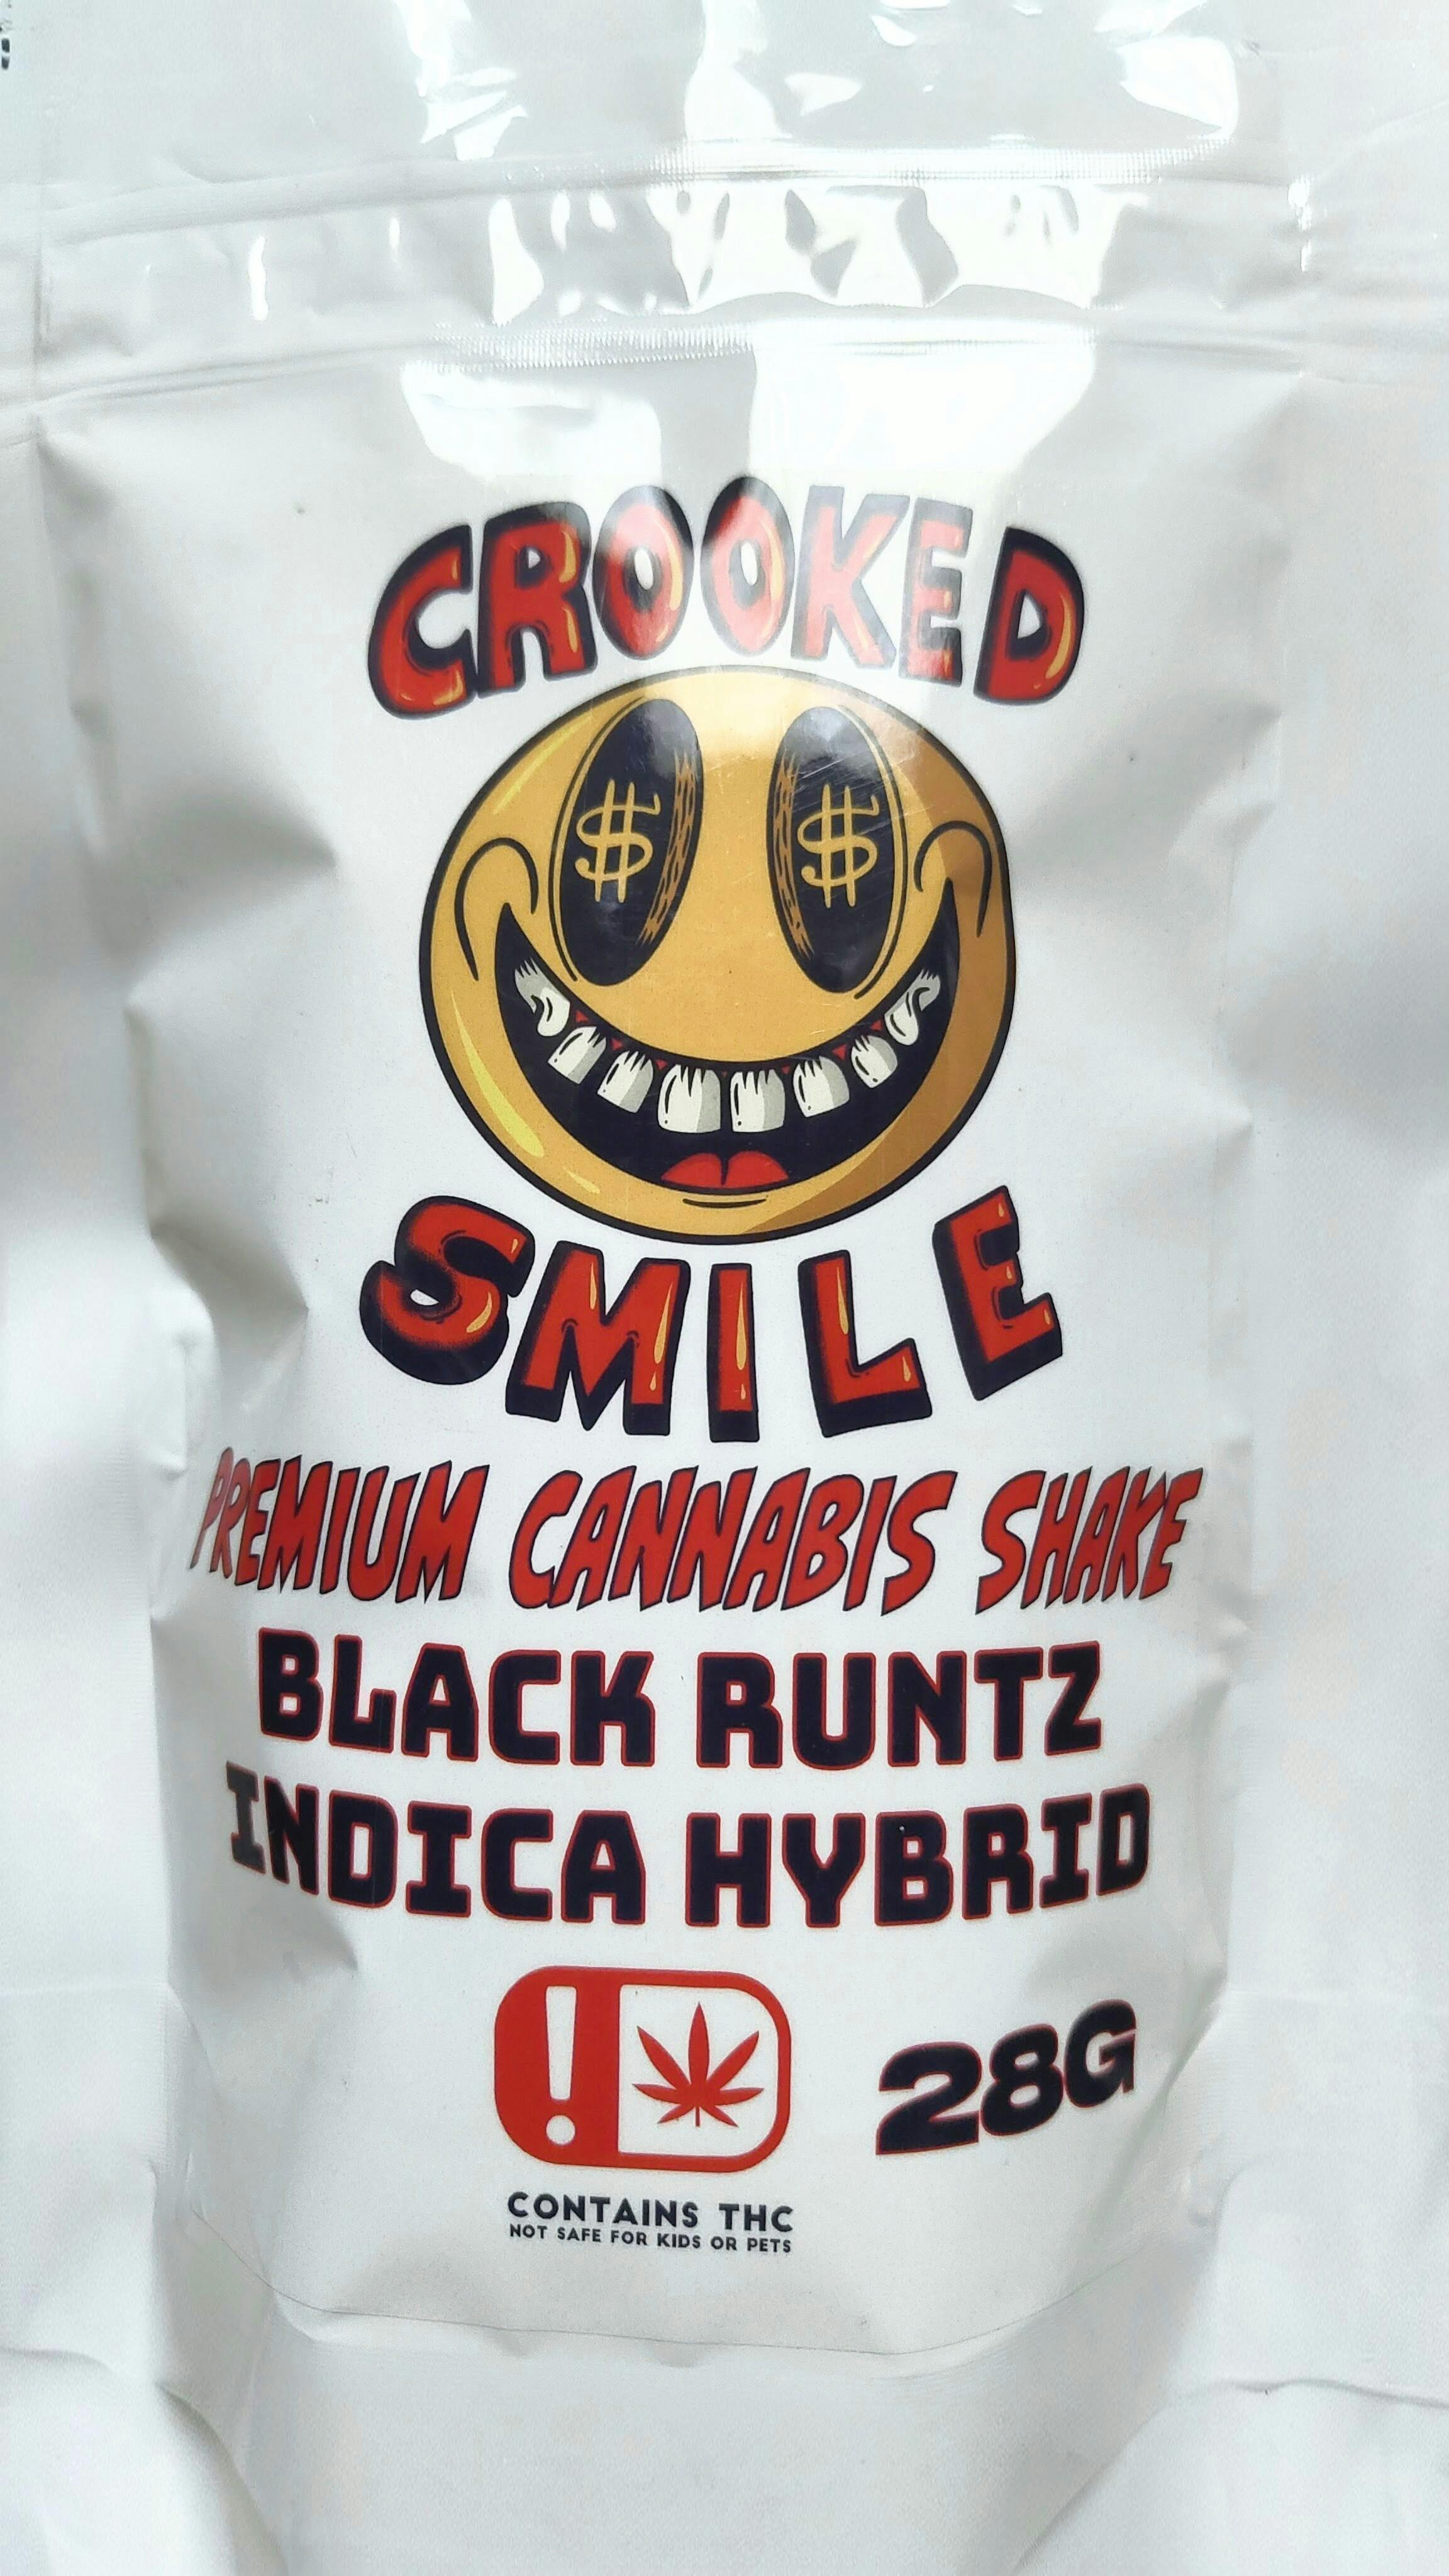 CROOKED
$ $
SMILE
PREMIUM CANNABIS SHAKE
BLACK RUNTZ
INDICA HYBRID
!
28G
CONTAINS THC
NOT SAFE FOR KIDS OR PETS